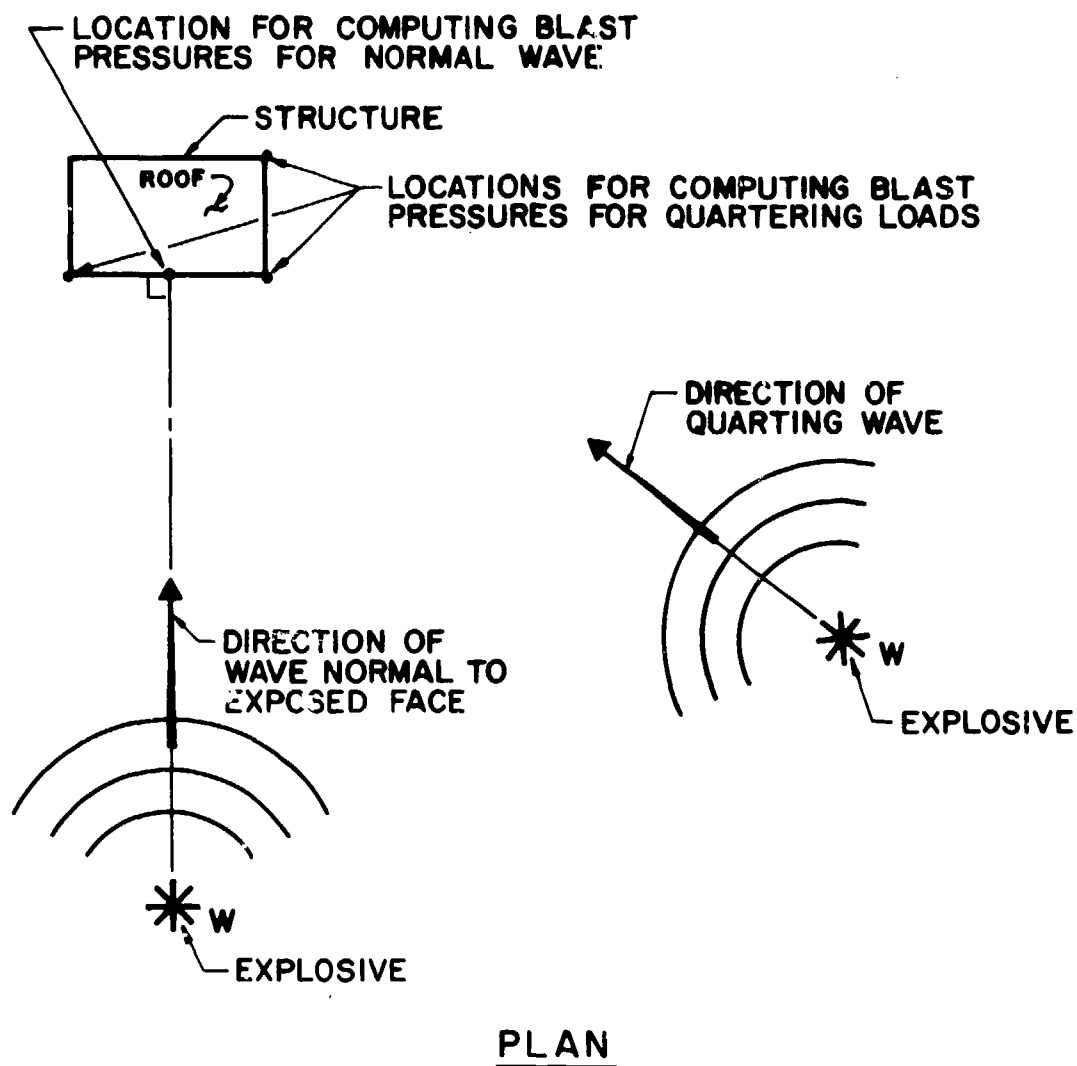 LOCATION FOR COMPUTING BLAST
PRESSURES FOR NORMAL WAVE
STRUCTURE
ROOF
LOCATIONS FOR COMPUTING BLAST
PRESSURES FOR QUARTERING LOADS
DIRECTION OF
QUARTING WAVE
W
EXPLOSIVE
DIRECTION OF
WAVE NORMAL TO
EXPOSED FACE
W
EXPLOSIVE
PLAN